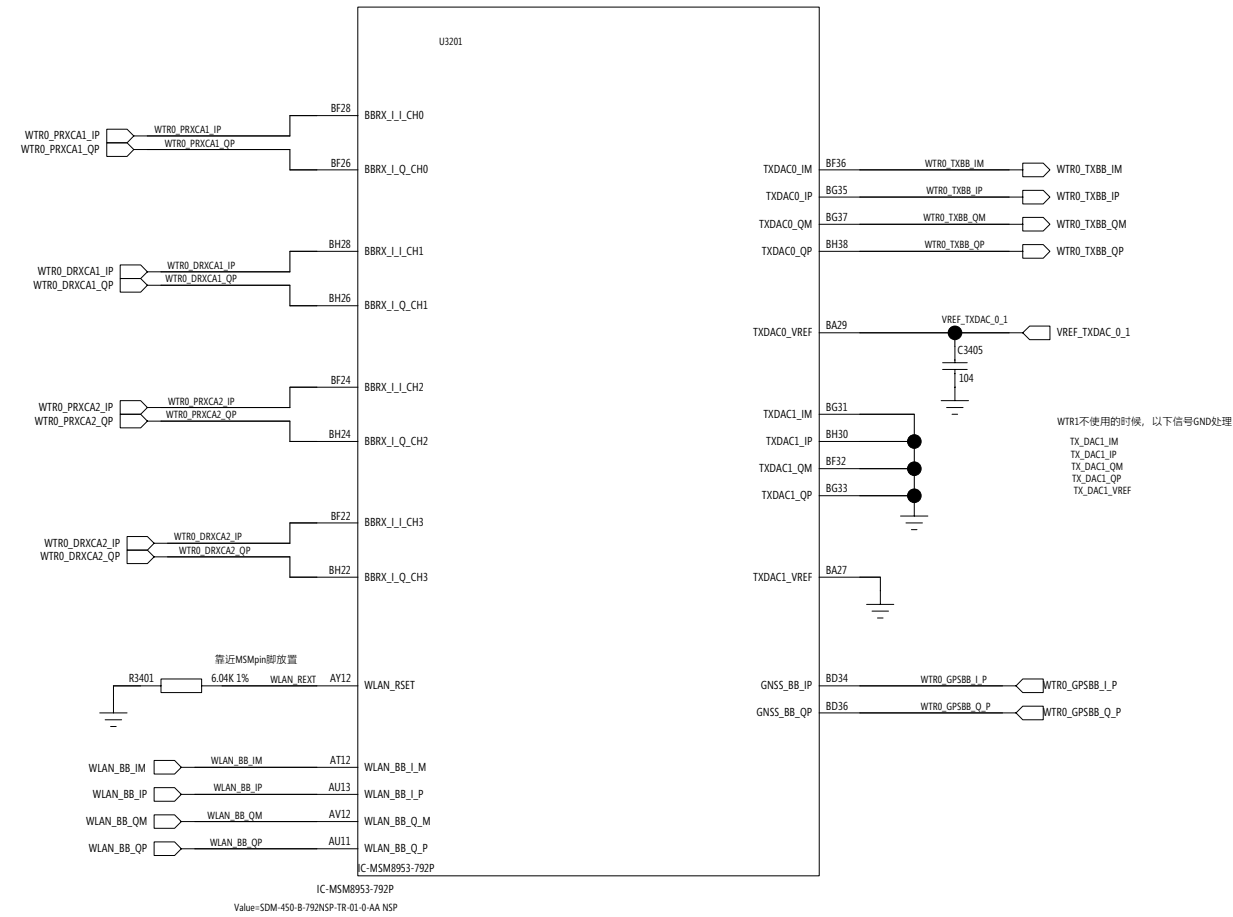 U3201
WTR0_PRXCA1_IP WTR0_PRXCA1_IP BF28 BBRX_I_I_CH0
WTR0_PRXCA1_QP WTR0_PRXCA1_QP BF26 BBRX_I_Q_CH0
WTR0_DRXCA1_IP WTR0_DRXCA1_IP BH28 BBRX_I_I_CH1
WTR0_DRXCA1_QP WTR0_DRXCA1_QP BH26 BBRX_I_Q_CH1
WTR0_PRXCA2_IP WTR0_PRXCA2_IP BF24 BBRX_I_I_CH2
WTR0_PRXCA2_QP WTR0_PRXCA2_QP BH24 BBRX_I_Q_CH2
WTR0_DRXCA2_IP WTR0_DRXCA2_IP BF22 BBRX_I_I_CH3
WTR0_DRXCA2_QP WTR0_DRXCA2_QP BH22 BBRX_I_Q_CH3
靠近MSMpin脚放置
R3401 6.04K 1% WLAN_REXT AY12 WLAN_RSET
WLAN_BB_IM WLAN_BB_IM AT12 WLAN_BB_I_M
WLAN_BB_IP WLAN_BB_IP AU13 WLAN_BB_I_P
WLAN_BB_QM WLAN_BB_QM AV12 WLAN_BB_Q_M
WLAN_BB_QP WLAN_BB_QP AU11 WLAN_BB_Q_P
TXDAC0_IM BF36 WTR0_TXBB_IM WTR0_TXBB_IM
TXDAC0_IP BG35 WTR0_TXBB_IP WTR0_TXBB_IP
TXDAC0_QM BG37 WTR0_TXBB_QM WTR0_TXBB_QM
TXDAC0_QP BH38 WTR0_TXBB_QP WTR0_TXBB_QP
TXDAC0_VREF BA29 VREF_TXDAC_0_1 VREF_TXDAC_0_1
C3405
104
TXDAC1_IM BG31
TXDAC1_IP BH30
TXDAC1_QM BF32
TXDAC1_QP BG33
WTR1不使用的时候，以下信号GND处理
TX_DAC1_IM
TX_DAC1_IP
TX_DAC1_QM
TX_DAC1_QP
TX_DAC1_VREF
TXDAC1_VREF BA27
GNSS_BB_IP BD34 WTR0_GPSBB_I_P WTR0_GPSBB_I_P
GNSS_BB_QP BD36 WTR0_GPSBB_Q_P WTR0_GPSBB_Q_P
IC-MSM8953-792P
IC-MSM8953-792P
Value=SDM-450-B-792NSP-TR-01-0-AA NSP